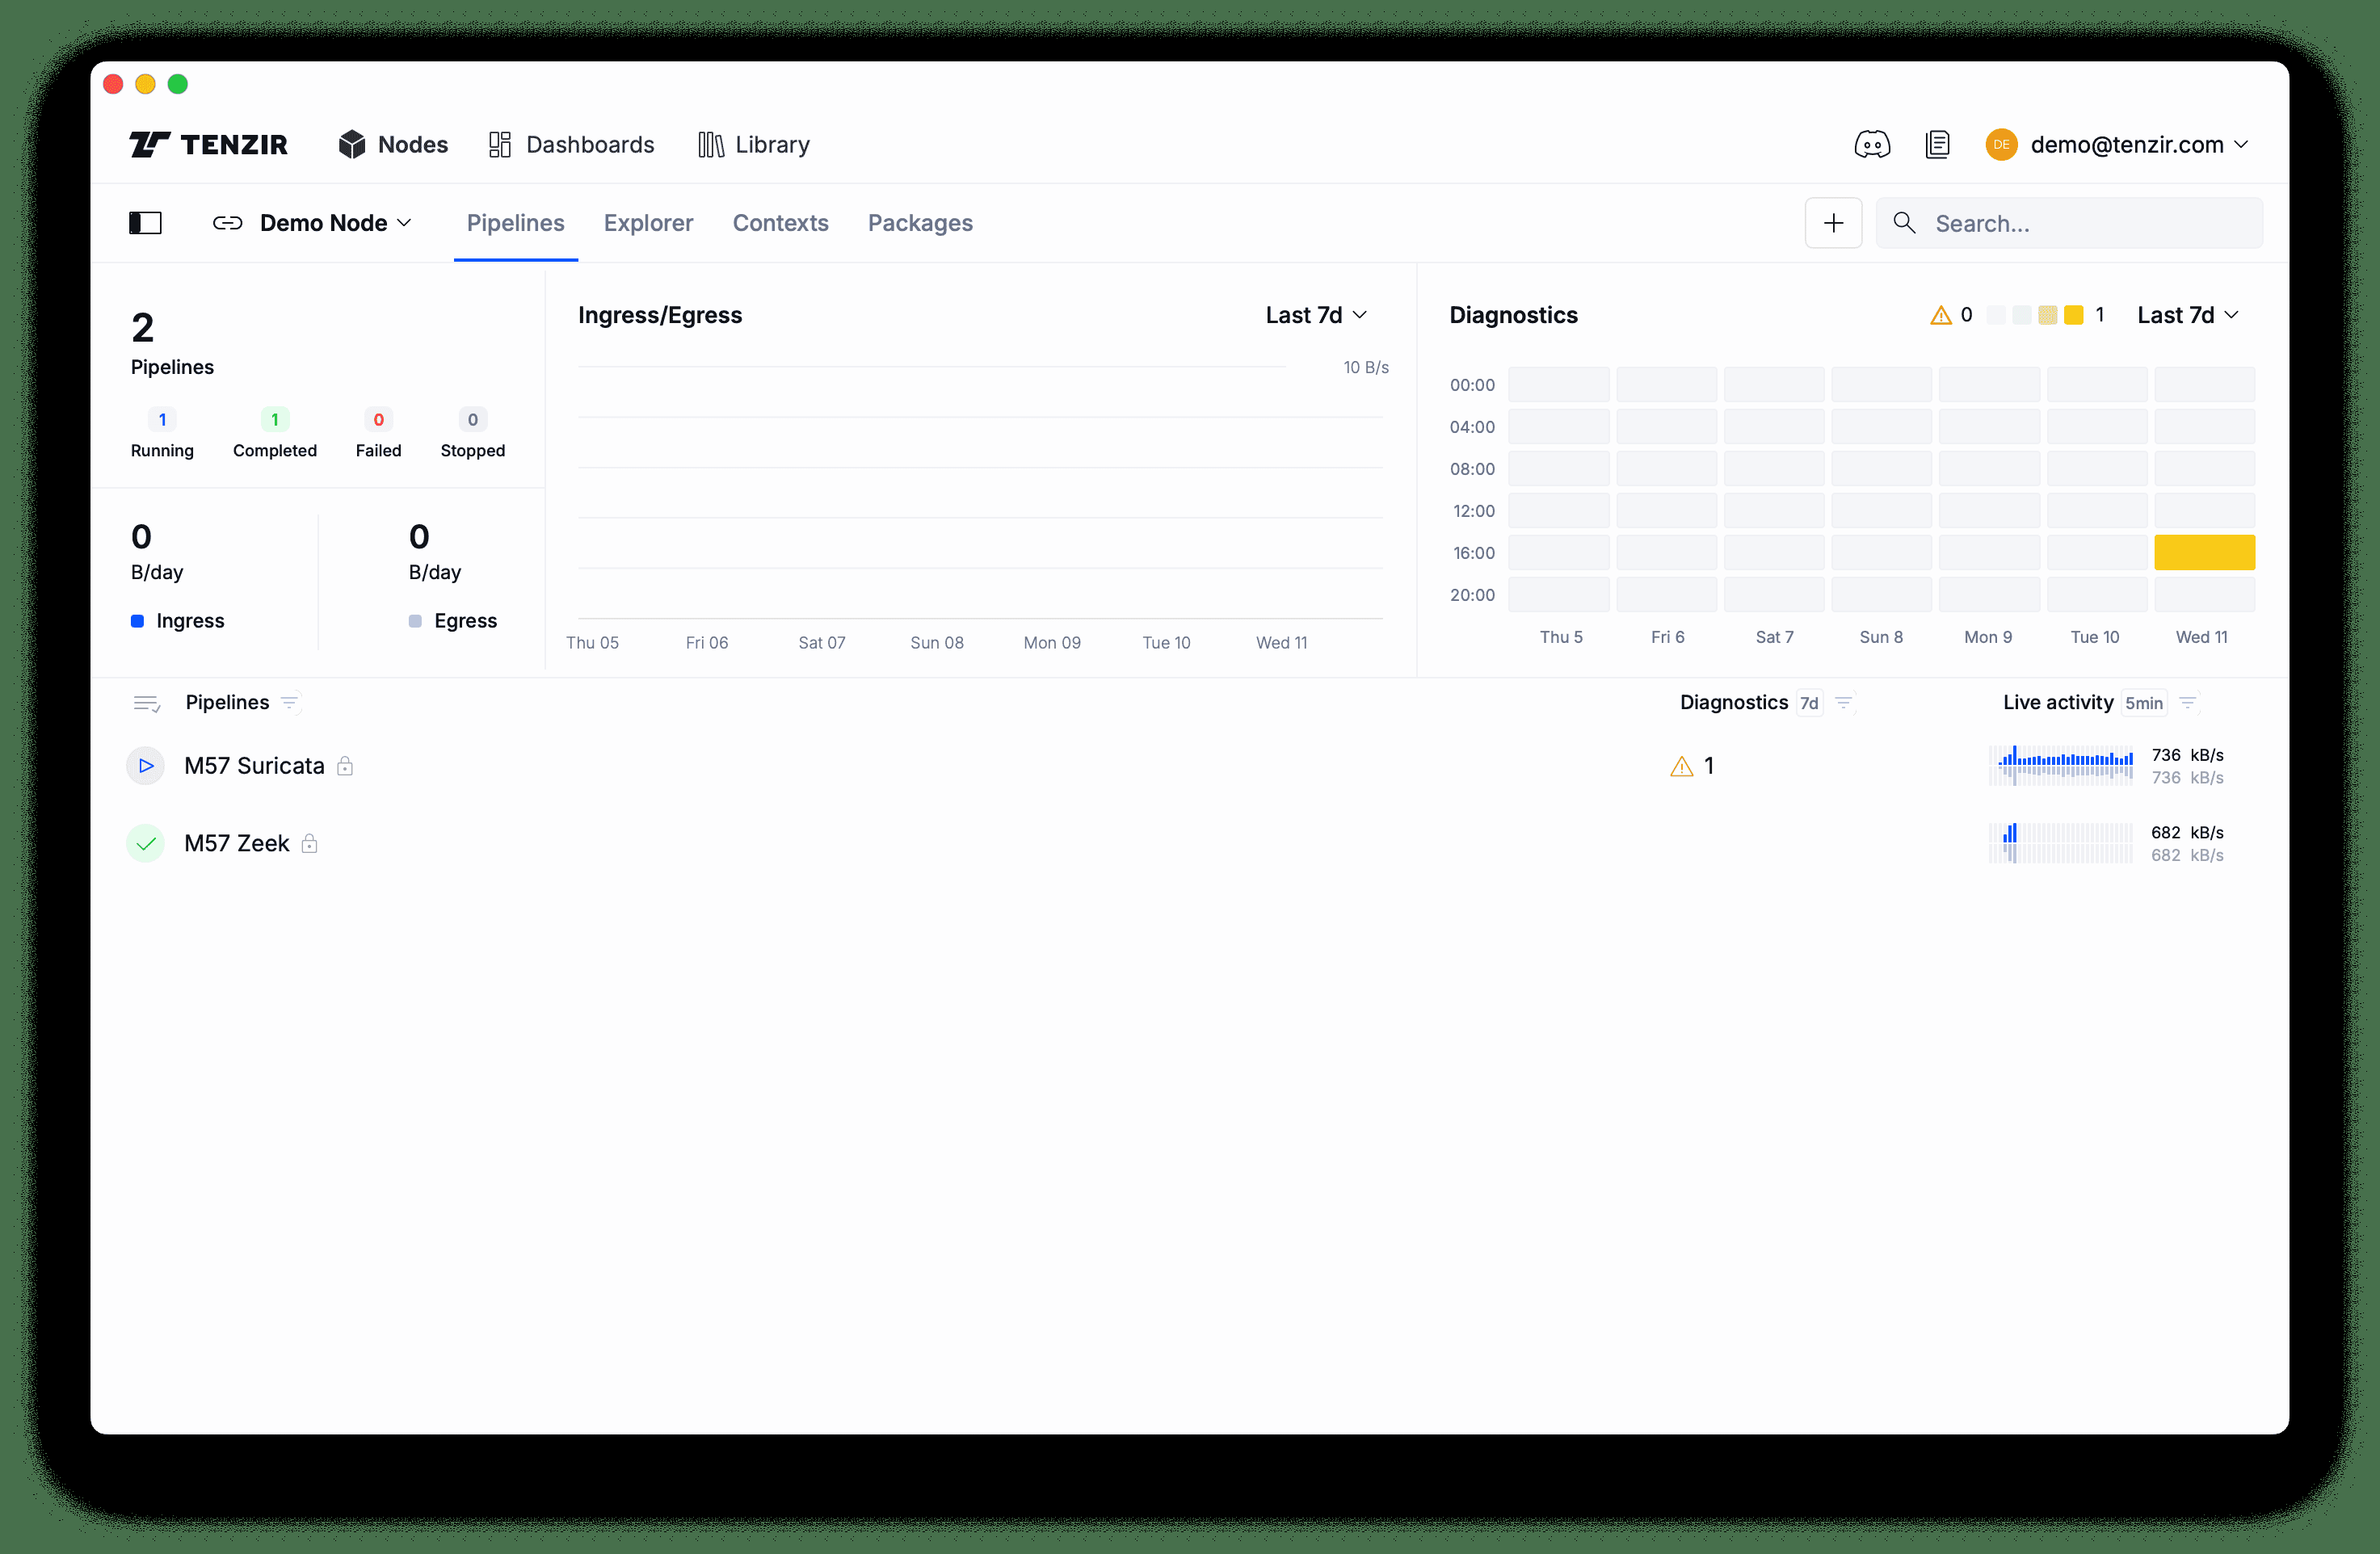 TENZIR Nodes Dashboards Library DE demo@tenzir.com
Demo Node Pipelines Explorer Contexts Packages Search...
2
Pipelines
1 1 0 0
Running Completed Failed Stopped
0 0
B/day B/day
Ingress Egress
Ingress/Egress Last 7d
10 B/s
Thu 05 Fri 06 Sat 07 Sun 08 Mon 09 Tue 10 Wed 11
Diagnostics 0 1 Last 7d
00:00
04:00
08:00
12:00
16:00
20:00
Thu 5 Fri 6 Sat 7 Sun 8 Mon 9 Tue 10 Wed 11
Pipelines Diagnostics 7d Live activity 5min
M57 Suricata 1 736 kB/s
736 kB/s
M57 Zeek 682 kB/s
682 kB/s